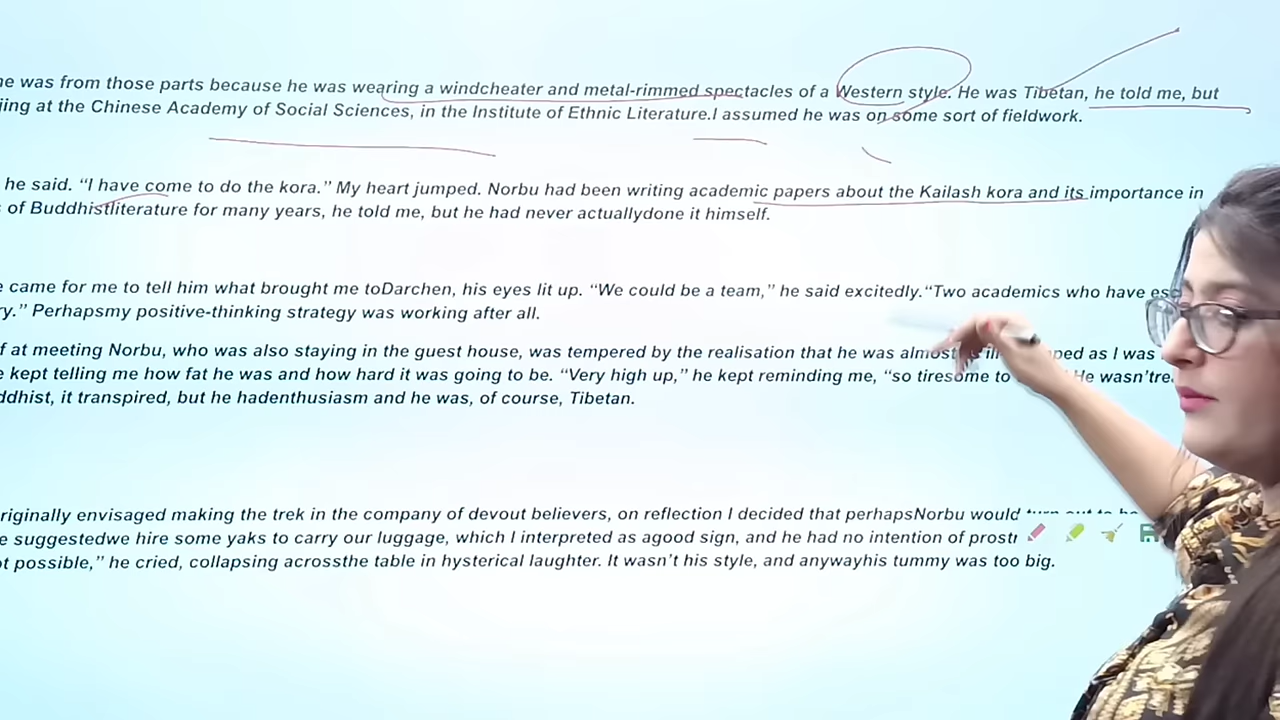 was from those parts because he was wearing a windcheater and metal-rimmed spectacles of a Western style. He was Tibetan, he told me, but
jing at the Chinese Academy of Social Sciences, in the Institute of Ethnic Literature.I assumed he was on some sort of fieldwork.
he said. “I have come to do the kora.” My heart jumped. Norbu had been writing academic papers about the Kailash kora and its importance in
of Buddhistliterature for many years, he told me, but he had never actuallydone it himself.
came for me to tell him what brought me toDarchen, his eyes lit up. “We could be a team,” he said excitedly.“Two academics who have
ry.” Perhapsmy positive-thinking strategy was working after all.
f at meeting Norbu, who was also staying in the guest house, was tempered by the realisation that he was almost ped as I was
kept telling me how fat he was and how hard it was going to be. “Very high up,” he kept reminding me, “so tiresome to He wasn’t
ddhist, it transpired, but he hadenthusiasm and he was, of course, Tibetan.
riginally envisaged making the trek in the company of devout believers, on reflection I decided that perhapsNorbu would
e suggestedwe hire some yaks to carry our luggage, which I interpreted as agood sign, and he had no intention of prostr
t possible,” he cried, collapsing acrossthe table in hysterical laughter. It wasn’t his style, and anywayhis tummy was too big.